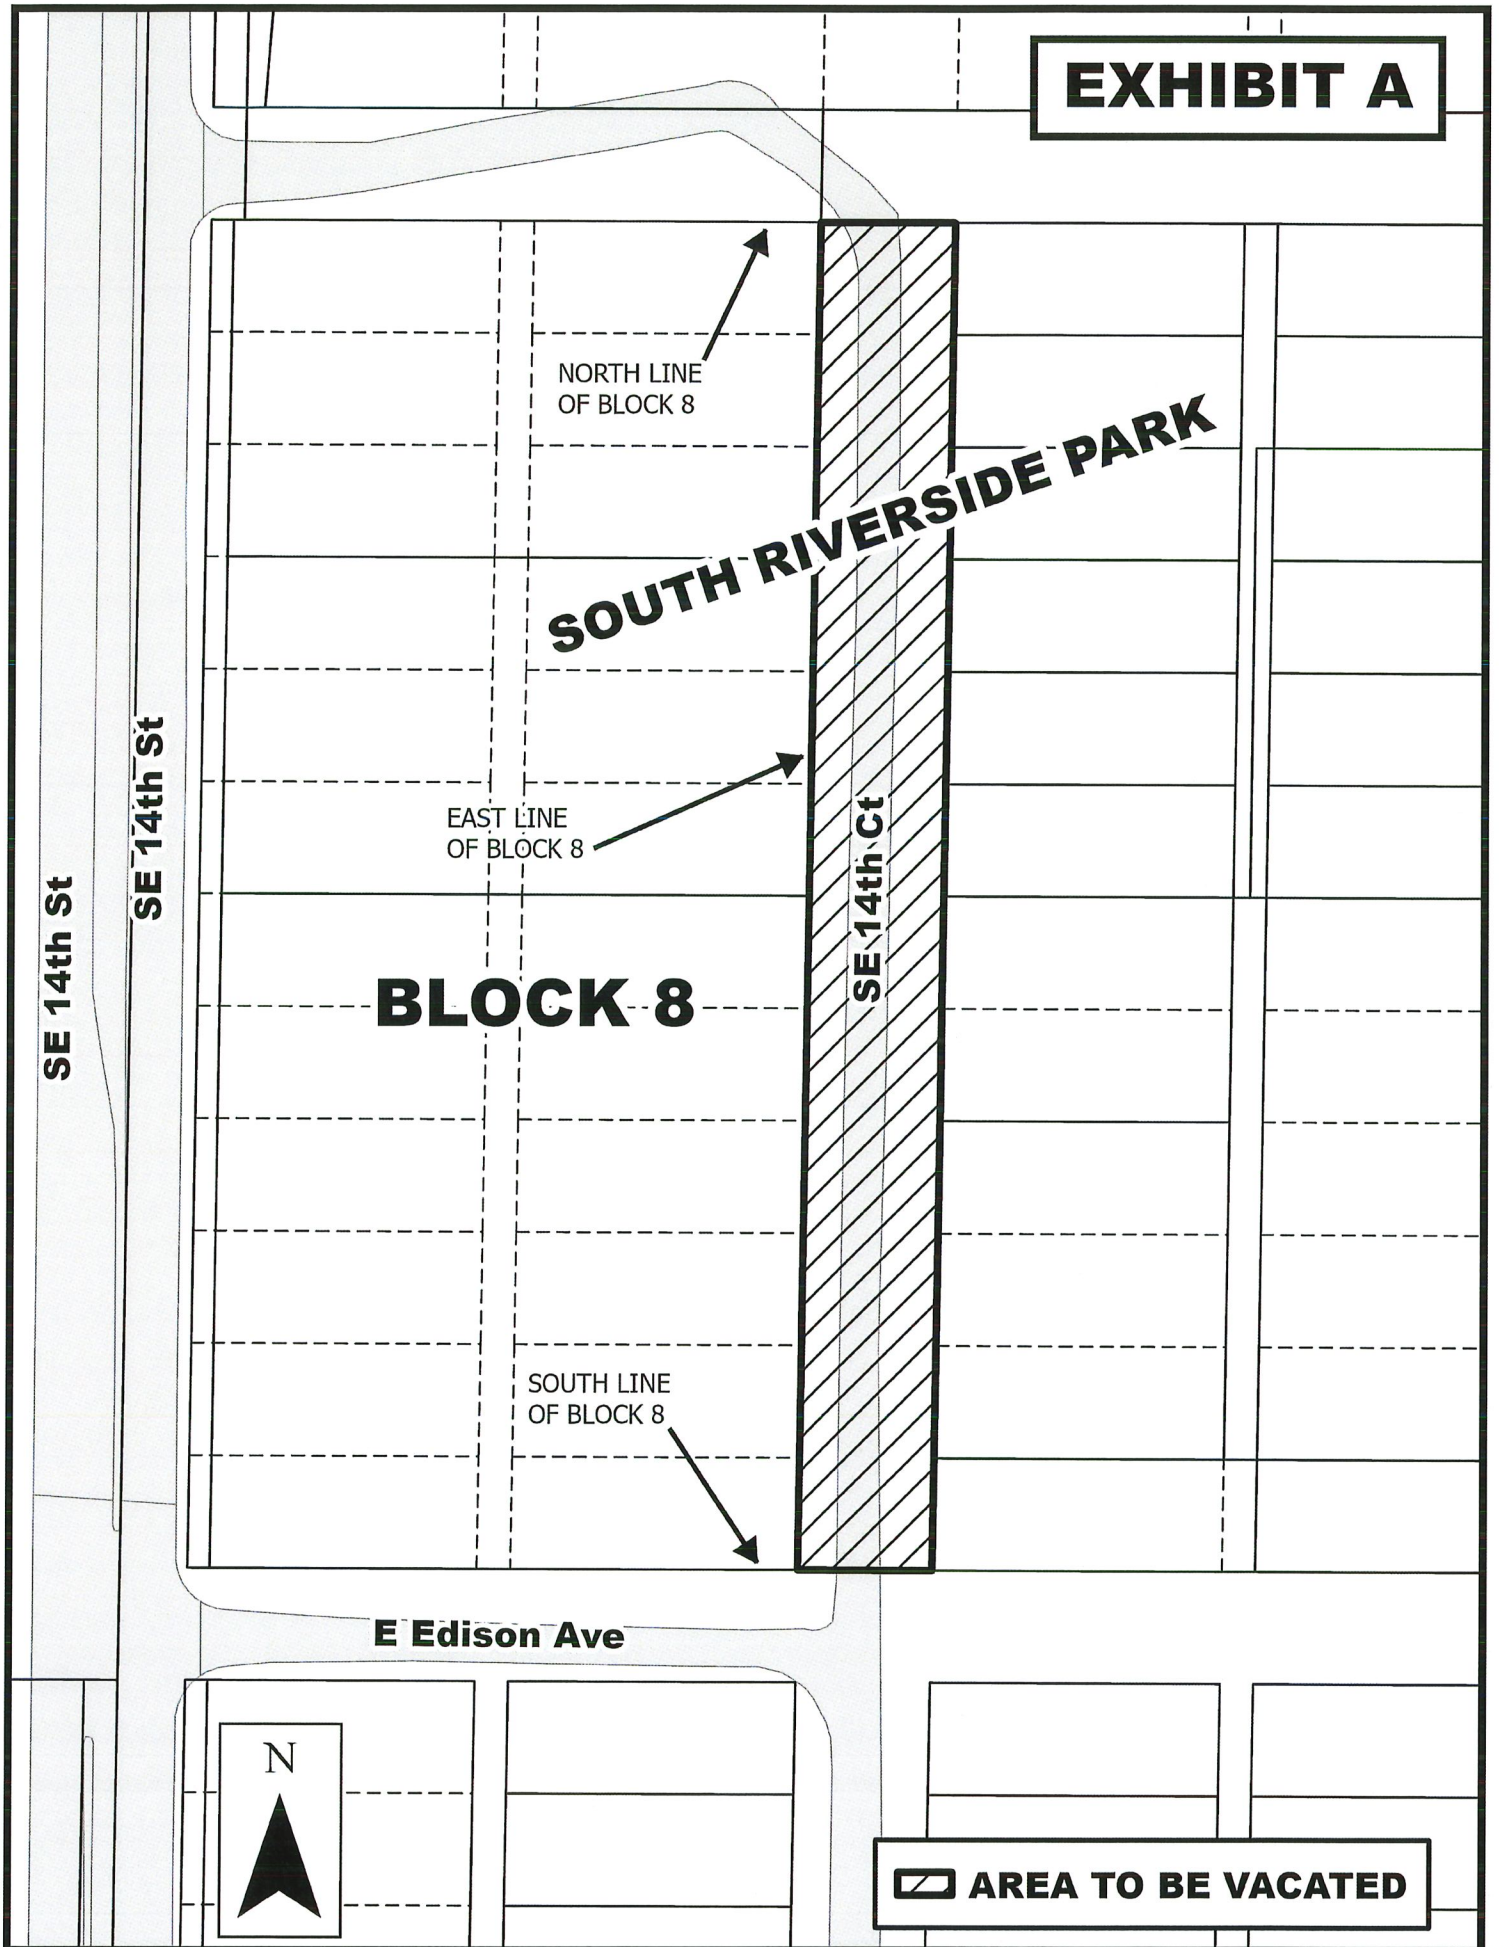 EXHIBIT A
NORTH LINE
OF BLOCK 8
SOUTH RIVERSIDE PARK
SE 14th St
EAST LINE
OF BLOCK 8
SE 14th Ct
SE 14th St
BLOCK 8
SOUTH LINE
OF BLOCK 8
E Edison Ave
N
AREA TO BE VACATED